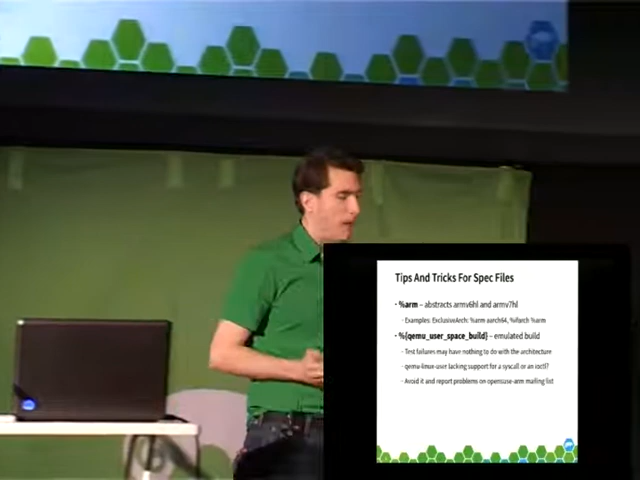 Tips And Tricks For Spec Files
• %arm – abstracts armv6hl and armv7hl
• Examples: ExclusiveArch: %arm aarch64, %ifarch %arm
• %{qemu_user_space_build} – emulated build
• Test failures may have nothing to do with the architecture
• qemu-linux-user lacking support for a syscall or an ioctl?
• Avoid it and report problems on opensuse-arm mailing list